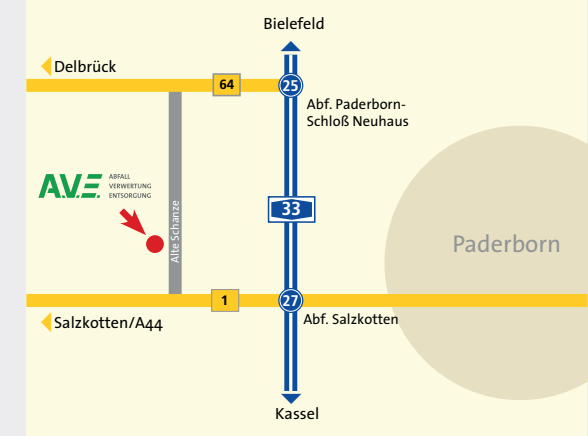 Bielefeld
Delbrück
64
25
Abf. Paderborn-
Schloß Neuhaus
A.V.E.
ABFALL
VERWERTUNG
ENTSORGUNG
Alte Schanze
33
Paderborn
1
27
Salzkotten/A44
Abf. Salzkotten
Kassel